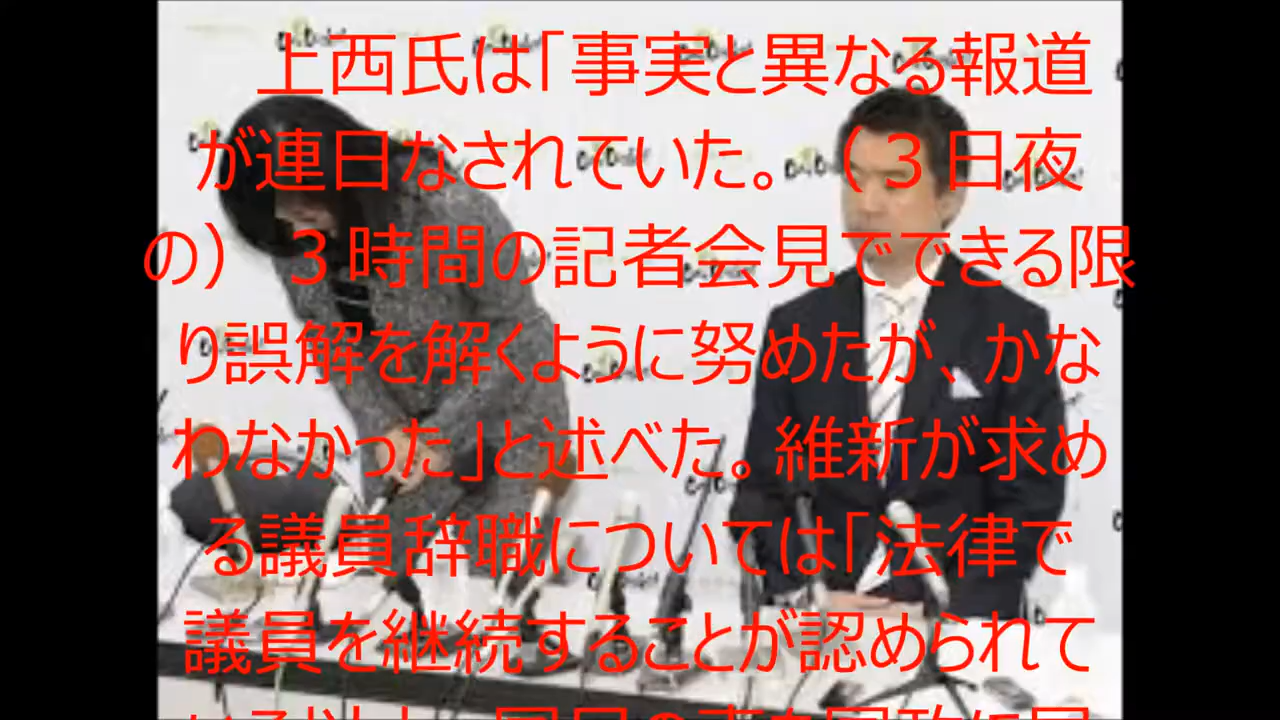 上西氏は「事実と異なる報道
が連日なされていた。（３日夜
の）３時間の記者会見でできる限
り誤解を解くように努めたが、かな
わなかった」と述べた。維新が求め
る議員辞職については「法律で
議員を継続することが認められて